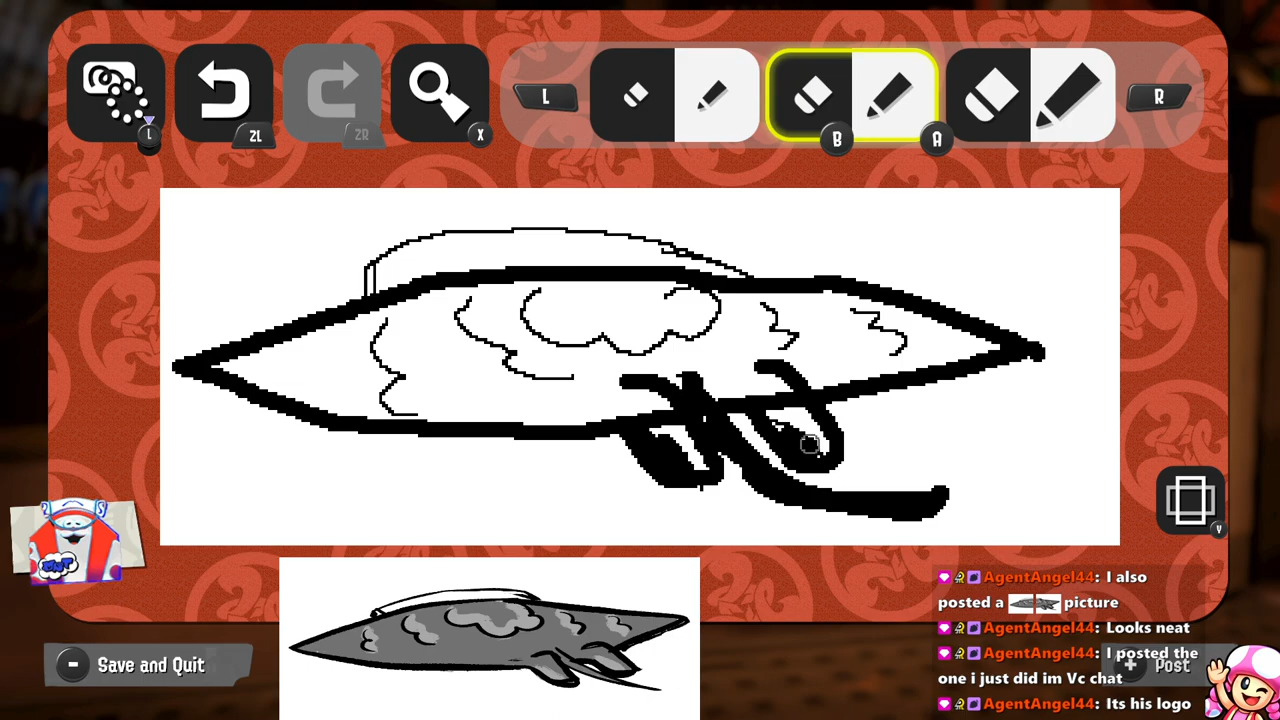 L
R
L
ZL
ZR
X
B
A
Y
AgentAngel44: I also
posted a picture
AgentAngel44: Looks neat
AgentAngel44: I posted the
one i just did im Vc chat
AgentAngel44: Its his logo
- Save and Quit
+ Post